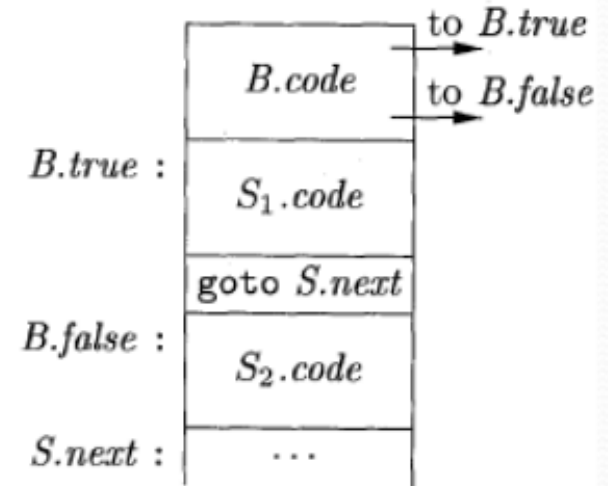 to B.true
B.code
to B.false
B.true :
S₁.code
goto S.next
B.false :
S₂.code
S.next :
...